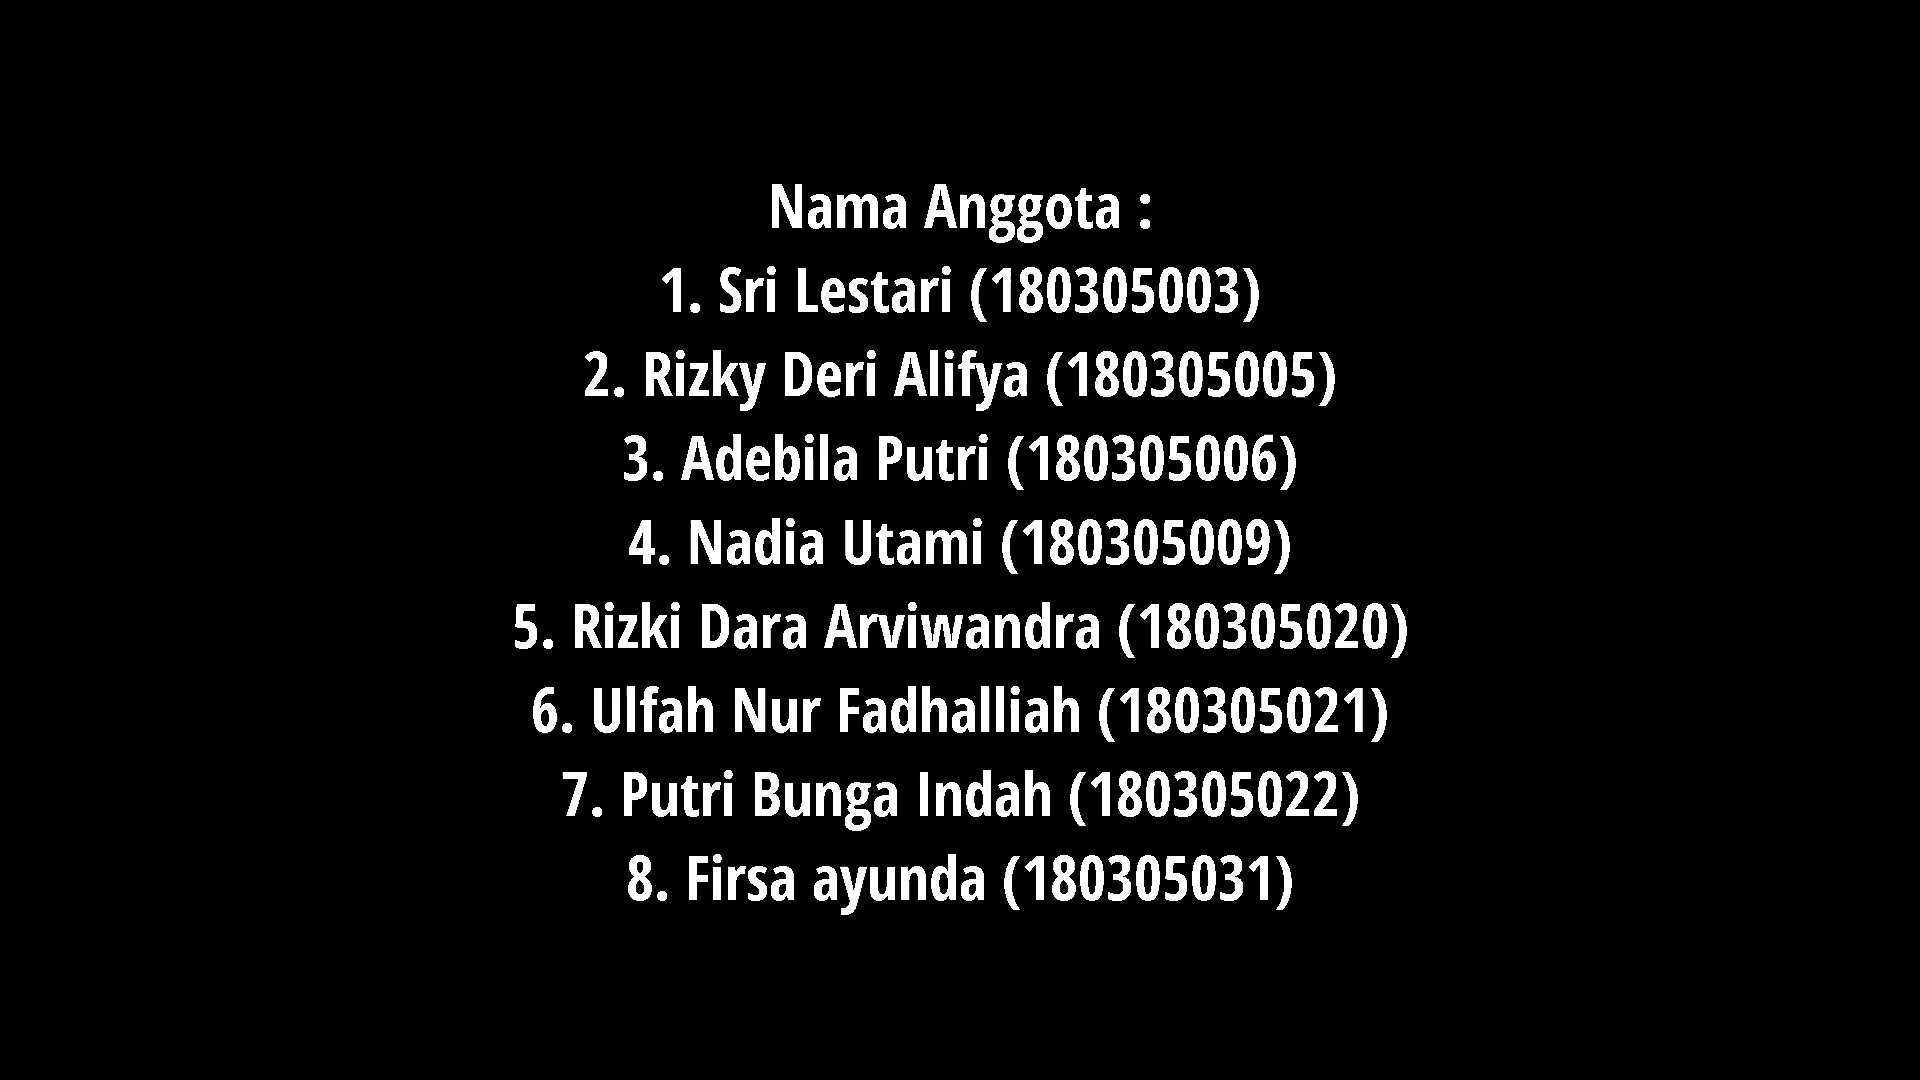 Nama Anggota :
1. Sri Lestari (180305003)
2. Rizky Deri Alifya (180305005)
3. Adebila Putri (180305006)
4. Nadia Utami (180305009)
5. Rizki Dara Arviwandra (180305020)
6. Ulfah Nur Fadhalliah (180305021)
7. Putri Bunga Indah (180305022)
8. Firsa ayunda (180305031)